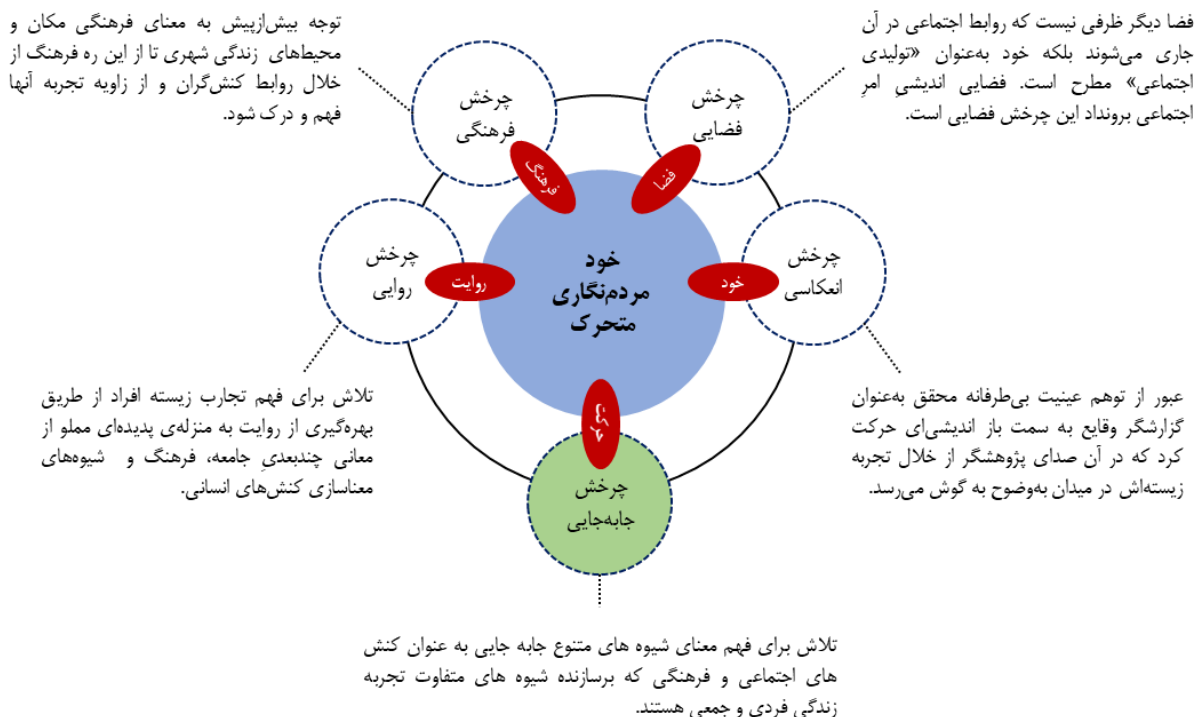 فضا دیگر ظرفی نیست که روابط اجتماعی در آن
جاری می‌شوند بلکه خود به‌عنوان «تولیدی
اجتماعی» مطرح است. فضایی اندیشیِ امرِ
اجتماعی برونداد این چرخش فضایی است.
توجه بیش‌ازپیش به معنای فرهنگی مکان و
محیط‌های زندگی شهری تا از این ره فرهنگ از
خلال روابط کنش‌گران و از زاویه تجربه آنها
فهم و درک شود.
چرخش
فضایی
چرخش
فرهنگی
فضا
فرهنگ
چرخش
انعکاسی
خود
خود
مردم‌نگاری
متحرک
روایت
چرخش
روایی
حرکت
چرخش
جابه‌جایی
عبور از توهم عینیت بی‌طرفانه محقق به‌عنوان
گزارشگر وقایع به سمت باز اندیشی‌ای حرکت
کرد که در آن صدای پژوهشگر از خلال تجربه
زیسته‌اش در میدان به‌وضوح به گوش می‌رسد.
تلاش برای فهم تجارب زیسته افراد از طریق
بهره‌گیری از روایت به منزله‌ی پدیده‌ای مملو از
معانی چندبعدیِ جامعه، فرهنگ و شیوه‌های
معناسازی کنش‌های انسانی.
تلاش برای فهم معنای شیوه های متنوع جابه جایی به عنوان کنش
های اجتماعی و فرهنگی که برسازنده شیوه های متفاوت تجربه
زندگی فردی و جمعی هستند.